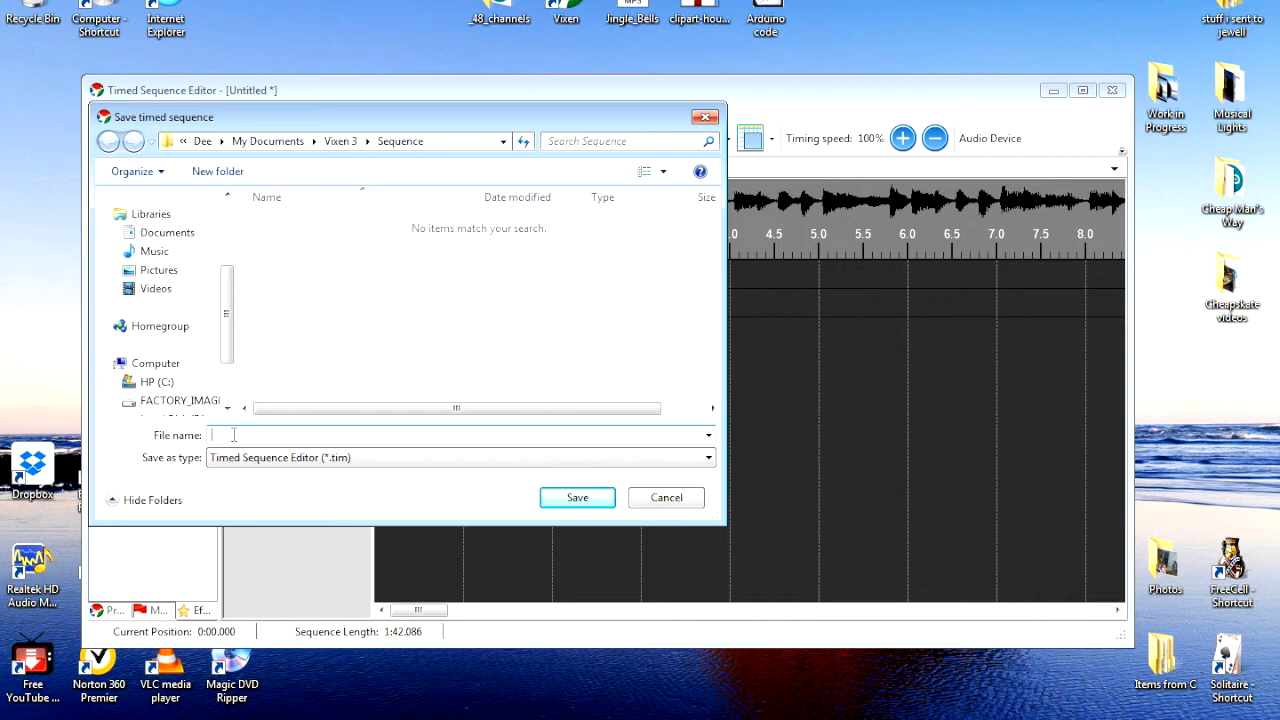 Recycle Bin
Computer - Shortcut
Internet Explorer
_48_channels
Vixen
Jingle_Bells
clipart-hou...
Arduino code
stuff i sent to jewell
Timed Sequence Editor - [Untitled *]
Save timed sequence
« Dee
My Documents
Vixen 3
Sequence
Search Sequence
Timing speed: 100%
Audio Device
Organize
New folder
Name
Date modified
Type
Size
No items match your search.
Libraries
Documents
Music
Pictures
Videos
Homegroup
Computer
HP (C:)
FACTORY_IMAG
.0 4.5 5.0 5.5 6.0 6.5 7.0 7.5 8.0
File name:
Save as type: Timed Sequence Editor (*.tim)
Hide Folders
Save
Cancel
Pr...
M...
Ef...
Current Position: 0:00.000
Sequence Length: 1:42.086
Work in Progress
Musical Lights
Cheap Man's Way
Cheapskate videos
Dropbox
Realtek HD Audio M...
Photos
FreeCell - Shortcut
Free YouTube ...
Norton 360 Premier
VLC media player
Magic DVD Ripper
Items from C
Solitaire - Shortcut